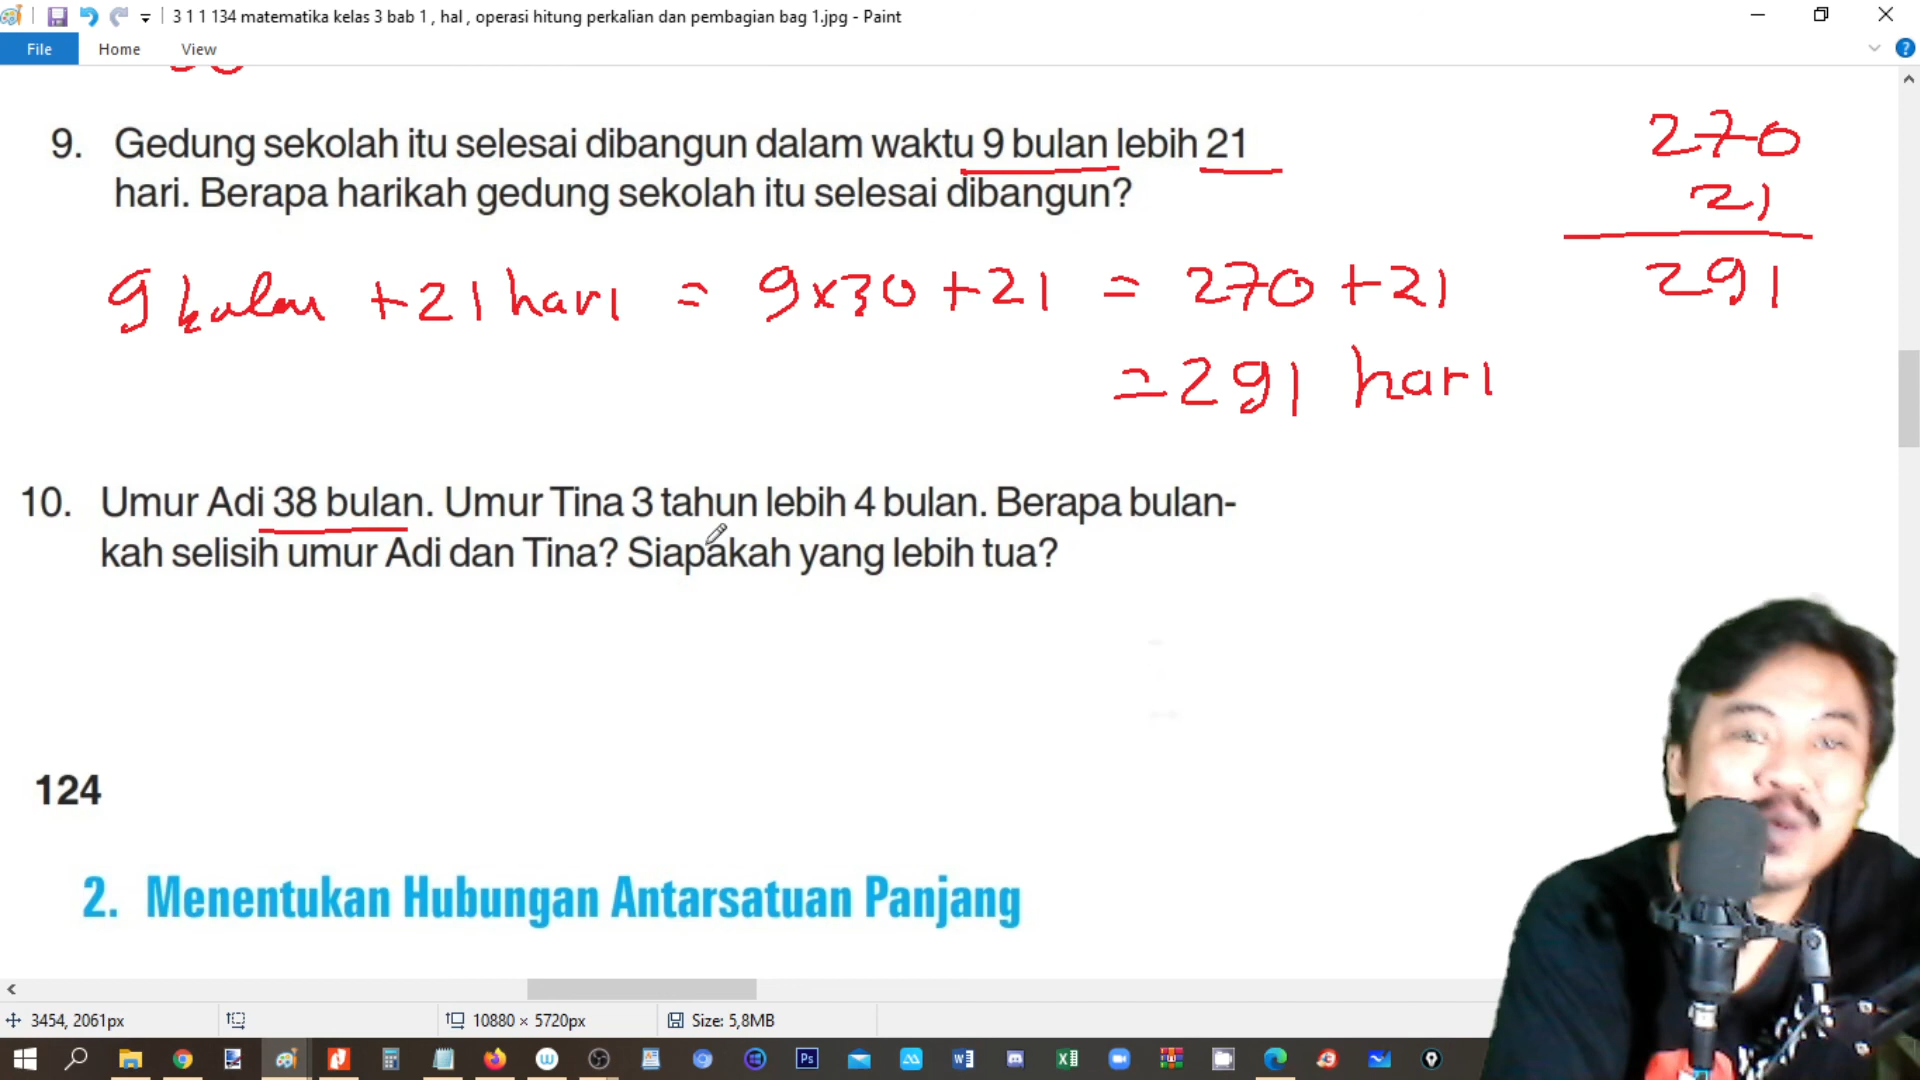 3 1 1 134 matematika kelas 3 bab 1 , hal , operasi hitung perkalian dan pembagian bag 1.jpg - Paint
File Home View
9. Gedung sekolah itu selesai dibangun dalam waktu 9 bulan lebih 21
hari. Berapa harikah gedung sekolah itu selesai dibangun?
270
21
291
9 bulan + 21 hari = 9x30 + 21 = 270 + 21
= 291 hari
10. Umur Adi 38 bulan. Umur Tina 3 tahun lebih 4 bulan. Berapa bulan-
kah selisih umur Adi dan Tina? Siapakah yang lebih tua?
124
2. Menentukan Hubungan Antarsatuan Panjang
3454, 2061px 10880 × 5720px Size: 5,8MB